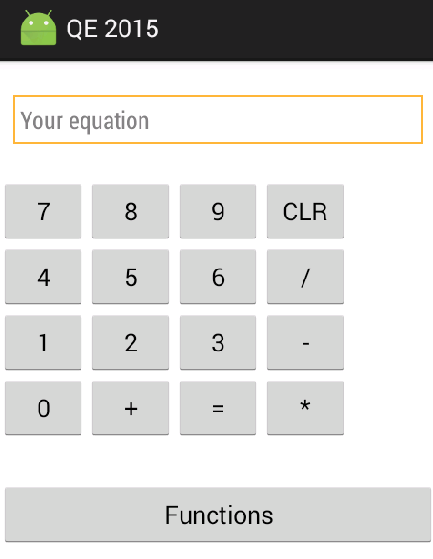 QE 2015
Your equation
7 8 9 CLR
4 5 6 /
1 2 3 -
0 + = *
Functions